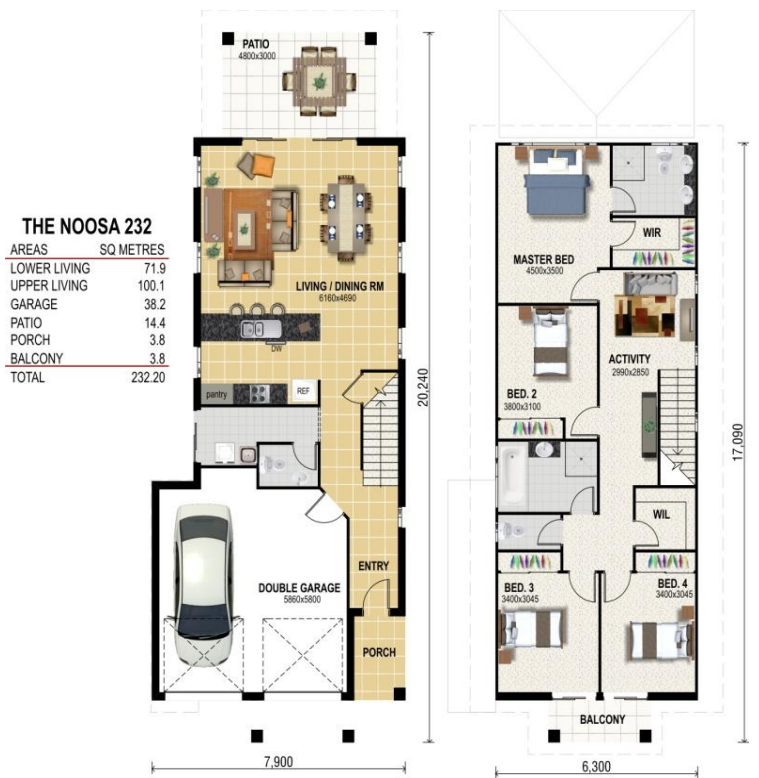 THE NOOSA 232
AREAS SQ METRES
LOWER LIVING 71.9
UPPER LIVING 100.1
GARAGE 38.2
PATIO 14.4
PORCH 3.8
BALCONY 3.8
TOTAL 232.20
PATIO
4800x3000
LIVING / DINING RM
6160x4690
DW
pantry
REF
ENTRY
DOUBLE GARAGE
5860x5800
PORCH
20,240
7,900
WIR
MASTER BED
4500x3500
ACTIVITY
2990x2850
BED. 2
3800x3100
WIL
BED. 3
3400x3045
BED. 4
3400x3045
BALCONY
17,090
6,300